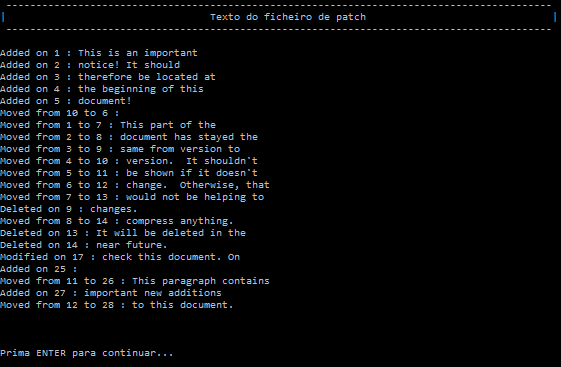 Texto do ficheiro de patch
Added on 1 : This is an important
Added on 2 : notice! It should
Added on 3 : therefore be located at
Added on 4 : the beginning of this
Added on 5 : document!
Moved from 10 to 6 :
Moved from 1 to 7 : This part of the
Moved from 2 to 8 : document has stayed the
Moved from 3 to 9 : same from version to
Moved from 4 to 10 : version.  It shouldn't
Moved from 5 to 11 : be shown if it doesn't
Moved from 6 to 12 : change.  Otherwise, that
Moved from 7 to 13 : would not be helping to
Deleted on 9 : changes.
Moved from 8 to 14 : compress anything.
Deleted on 13 : It will be deleted in the
Deleted on 14 : near future.
Modified on 17 : check this document. On
Added on 25 :
Moved from 11 to 26 : This paragraph contains
Added on 27 : important new additions
Moved from 12 to 28 : to this document.
Prima ENTER para continuar...